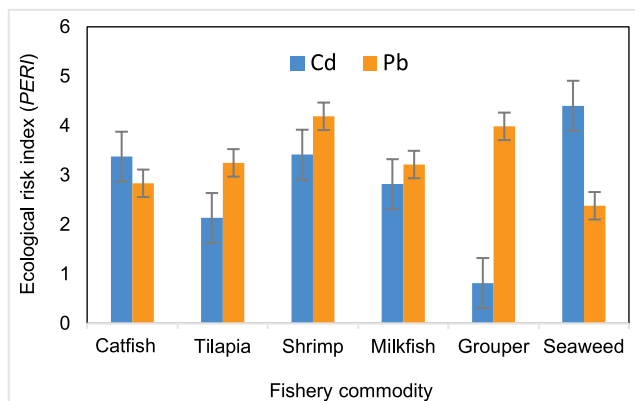 Ecological risk index (PERI)
6
5
4
3
2
1
0
Cd Pb
Catfish Tilapia Shrimp Milkfish Grouper Seaweed
Fishery commodity